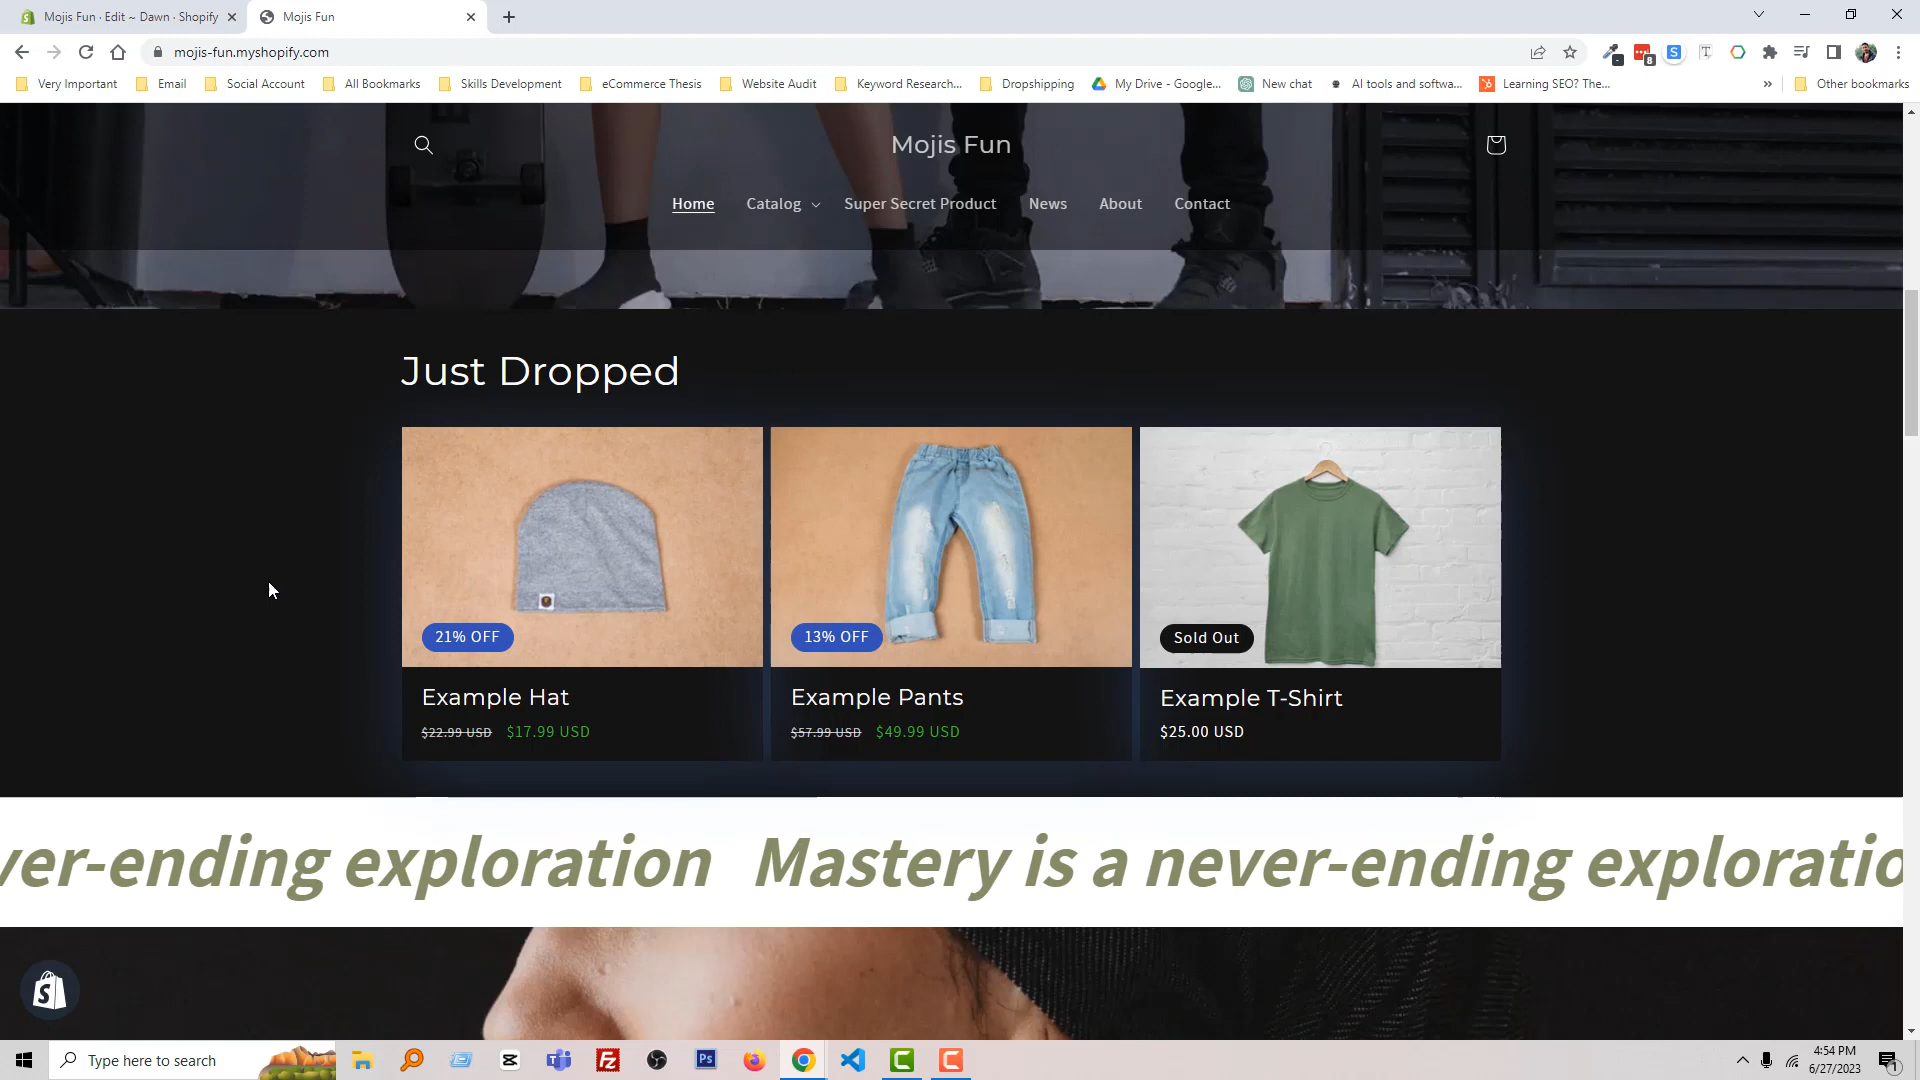 Mojis Fun · Edit ~ Dawn · Shopify
Mojis Fun
mojis-fun.myshopify.com
8
Very Important
Email
Social Account
All Bookmarks
Skills Development
eCommerce Thesis
Website Audit
Keyword Research...
Dropshipping
My Drive - Google...
New chat
AI tools and softwa...
Learning SEO? The...
»
Other bookmarks
Mojis Fun
Home
Catalog
Super Secret Product
News
About
Contact
Just Dropped
21% OFF
13% OFF
Sold Out
Example Hat
Example Pants
Example T-Shirt
$22.99 USD $17.99 USD
$57.99 USD $49.99 USD
$25.00 USD
ver-ending exploration Mastery is a never-ending exploratio
Type here to search
Fz
Ps
4:54 PM
6/27/2023
1